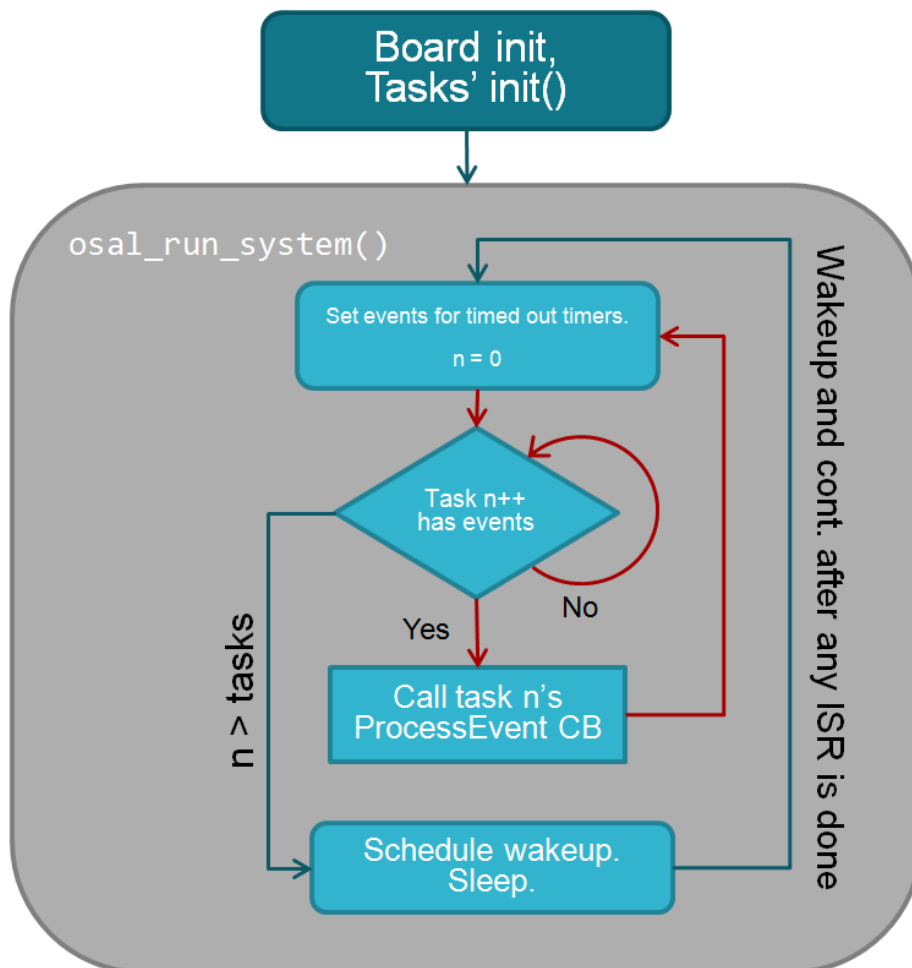 Board init,
Tasks’ init()
osal_run_system()
Set events for timed out timers.
n = 0
Task n++
has events
No
Yes
Call task n’s
ProcessEvent CB
n > tasks
Schedule wakeup.
Sleep.
Wakeup and cont. after any ISR is done